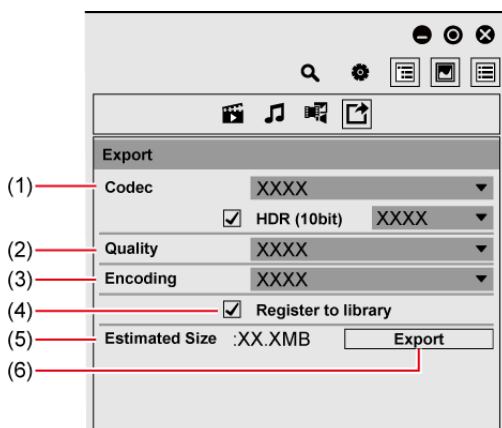 Export
(1) Codec XXXX
HDR (10bit) XXXX
(2) Quality XXXX
(3) Encoding XXXX
(4) Register to library
(5) Estimated Size :XX.XMB Export
(6)